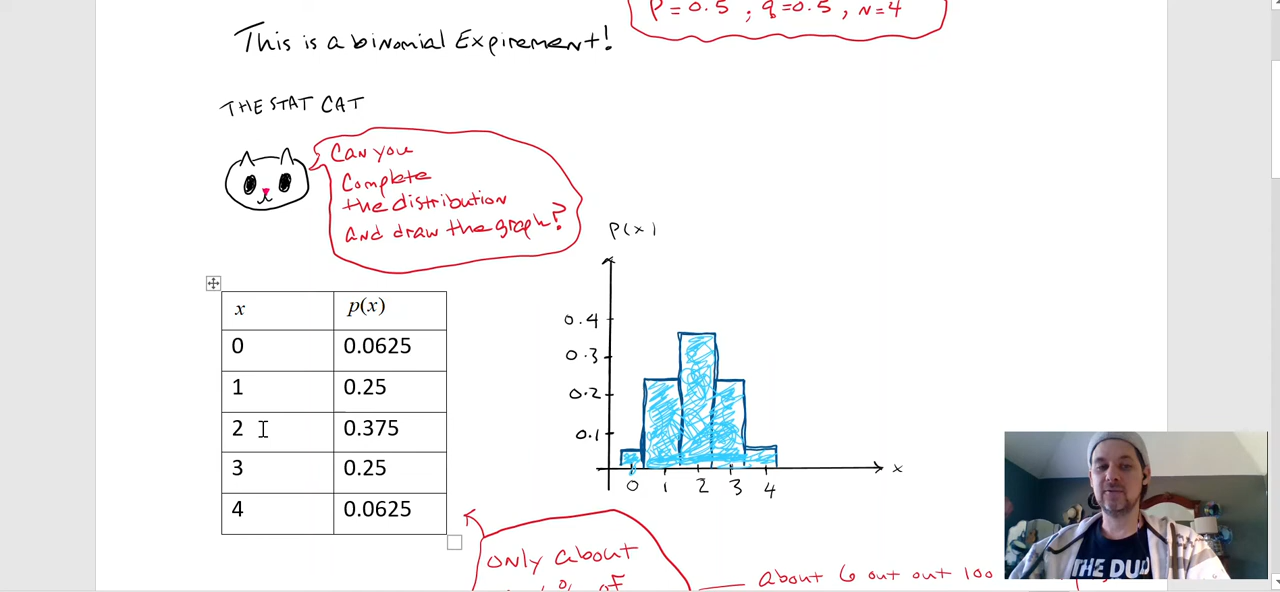 P = 0.5 , q = 0.5 , n = 4
This is a binomial Expirement!
THE STAT CAT
Can you
Complete
the distribution
and draw the graph?
x p(x)
0 0.0625
1 0.25
2 0.375
3 0.25
4 0.0625
P(x)
0.4
0.3
0.2
0.1
0 1 2 3 4
x
only about
% of
about 6 out out 100
THE DUD